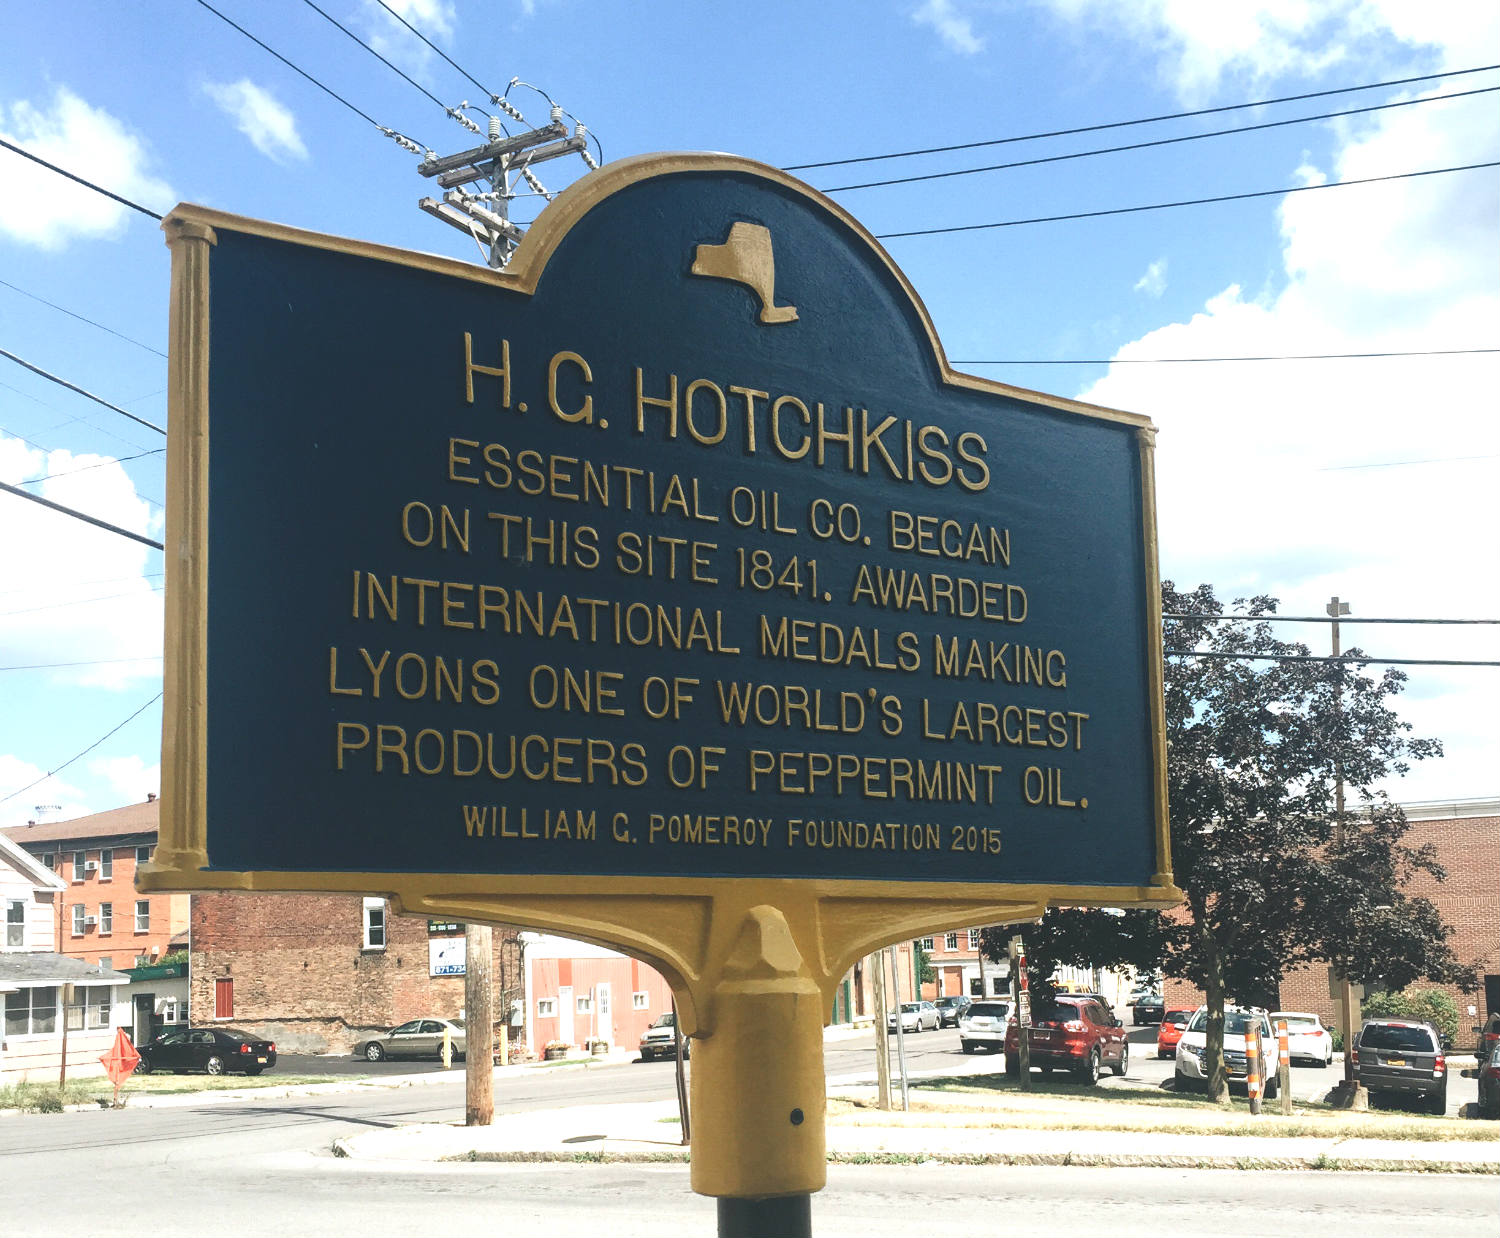 H. G. HOTCHKISS
ESSENTIAL OIL CO. BEGAN
ON THIS SITE 1841. AWARDED
INTERNATIONAL MEDALS MAKING
LYONS ONE OF WORLD'S LARGEST
PRODUCERS OF PEPPERMINT OIL.
WILLIAM G. POMEROY FOUNDATION 2015